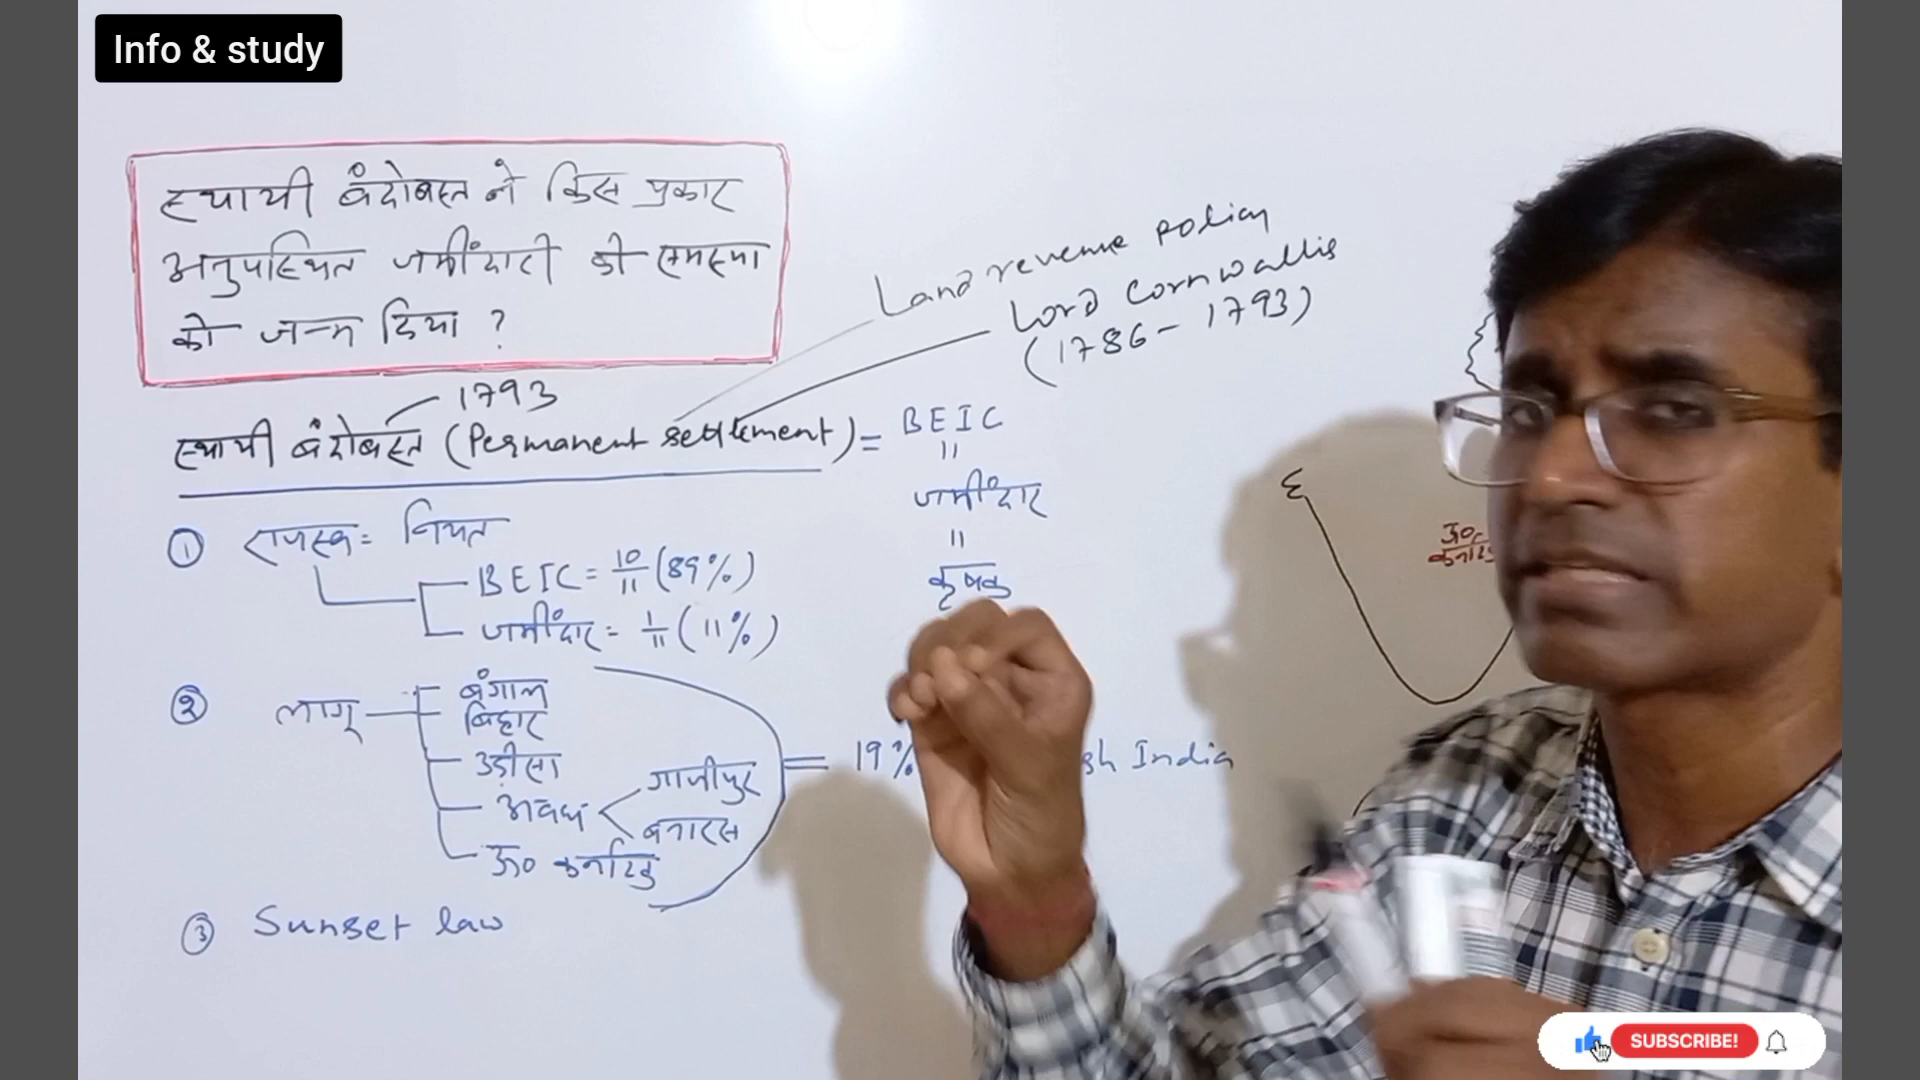 Info & study
स्थायी बंदोबस्त ने किस प्रकार
अनुपस्थित जमींदारी की समस्या
को जन्म दिया ?
Land revenue policy
Lord Cornwallis
(1786 - 1793)
1793
स्थायी बंदोबस्त (Permanent settlement) =
BEIC
"
जमींदार
"
कृषक
① राजस्व = नियत
BEIC = 10/11 (89%)
जमींदार = 1/11 (11%)
② लागू
बंगाल
बिहार
उड़ीसा
अवध
गाजीपुर
बनारस
उ० कर्नाटक
= 19%
India
③ Sunset law
उ०
SUBSCRIBE!